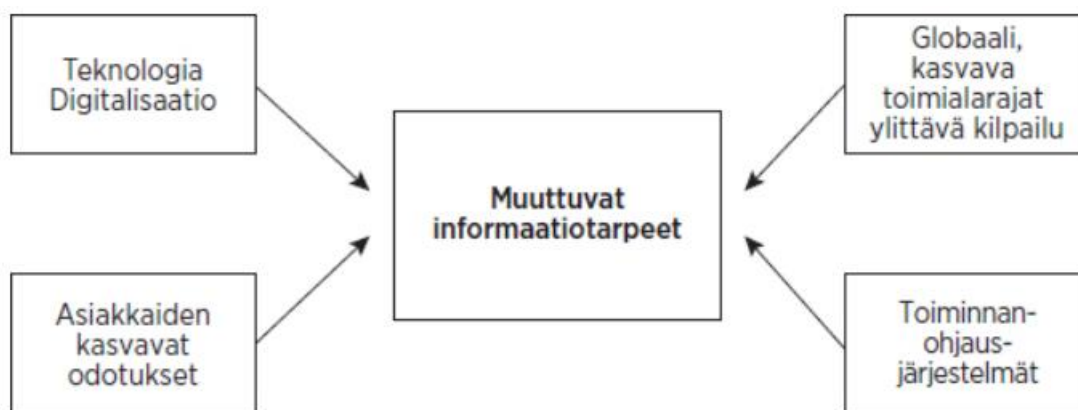 Teknologia
Digitalisaatio
Globaali,
kasvava
toimialarajat
ylittävä kilpailu
Muuttuvat
informaatiotarpeet
Asiakkaiden
kasvavat
odotukset
Toiminnan-
ohjaus-
järjestelmät